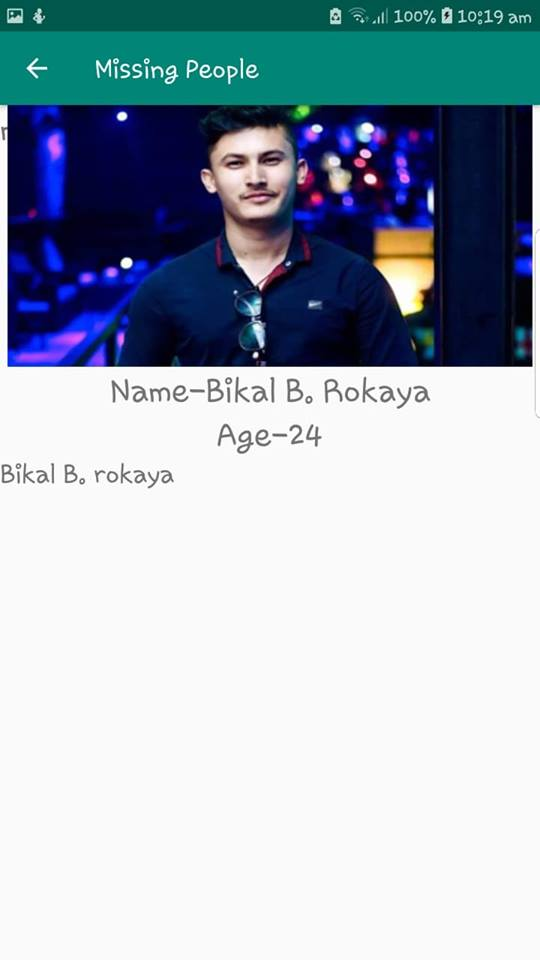 100% 10:19 am
Missing People
Name-Bikal B. Rokaya
Age-24
Bikal B. rokaya